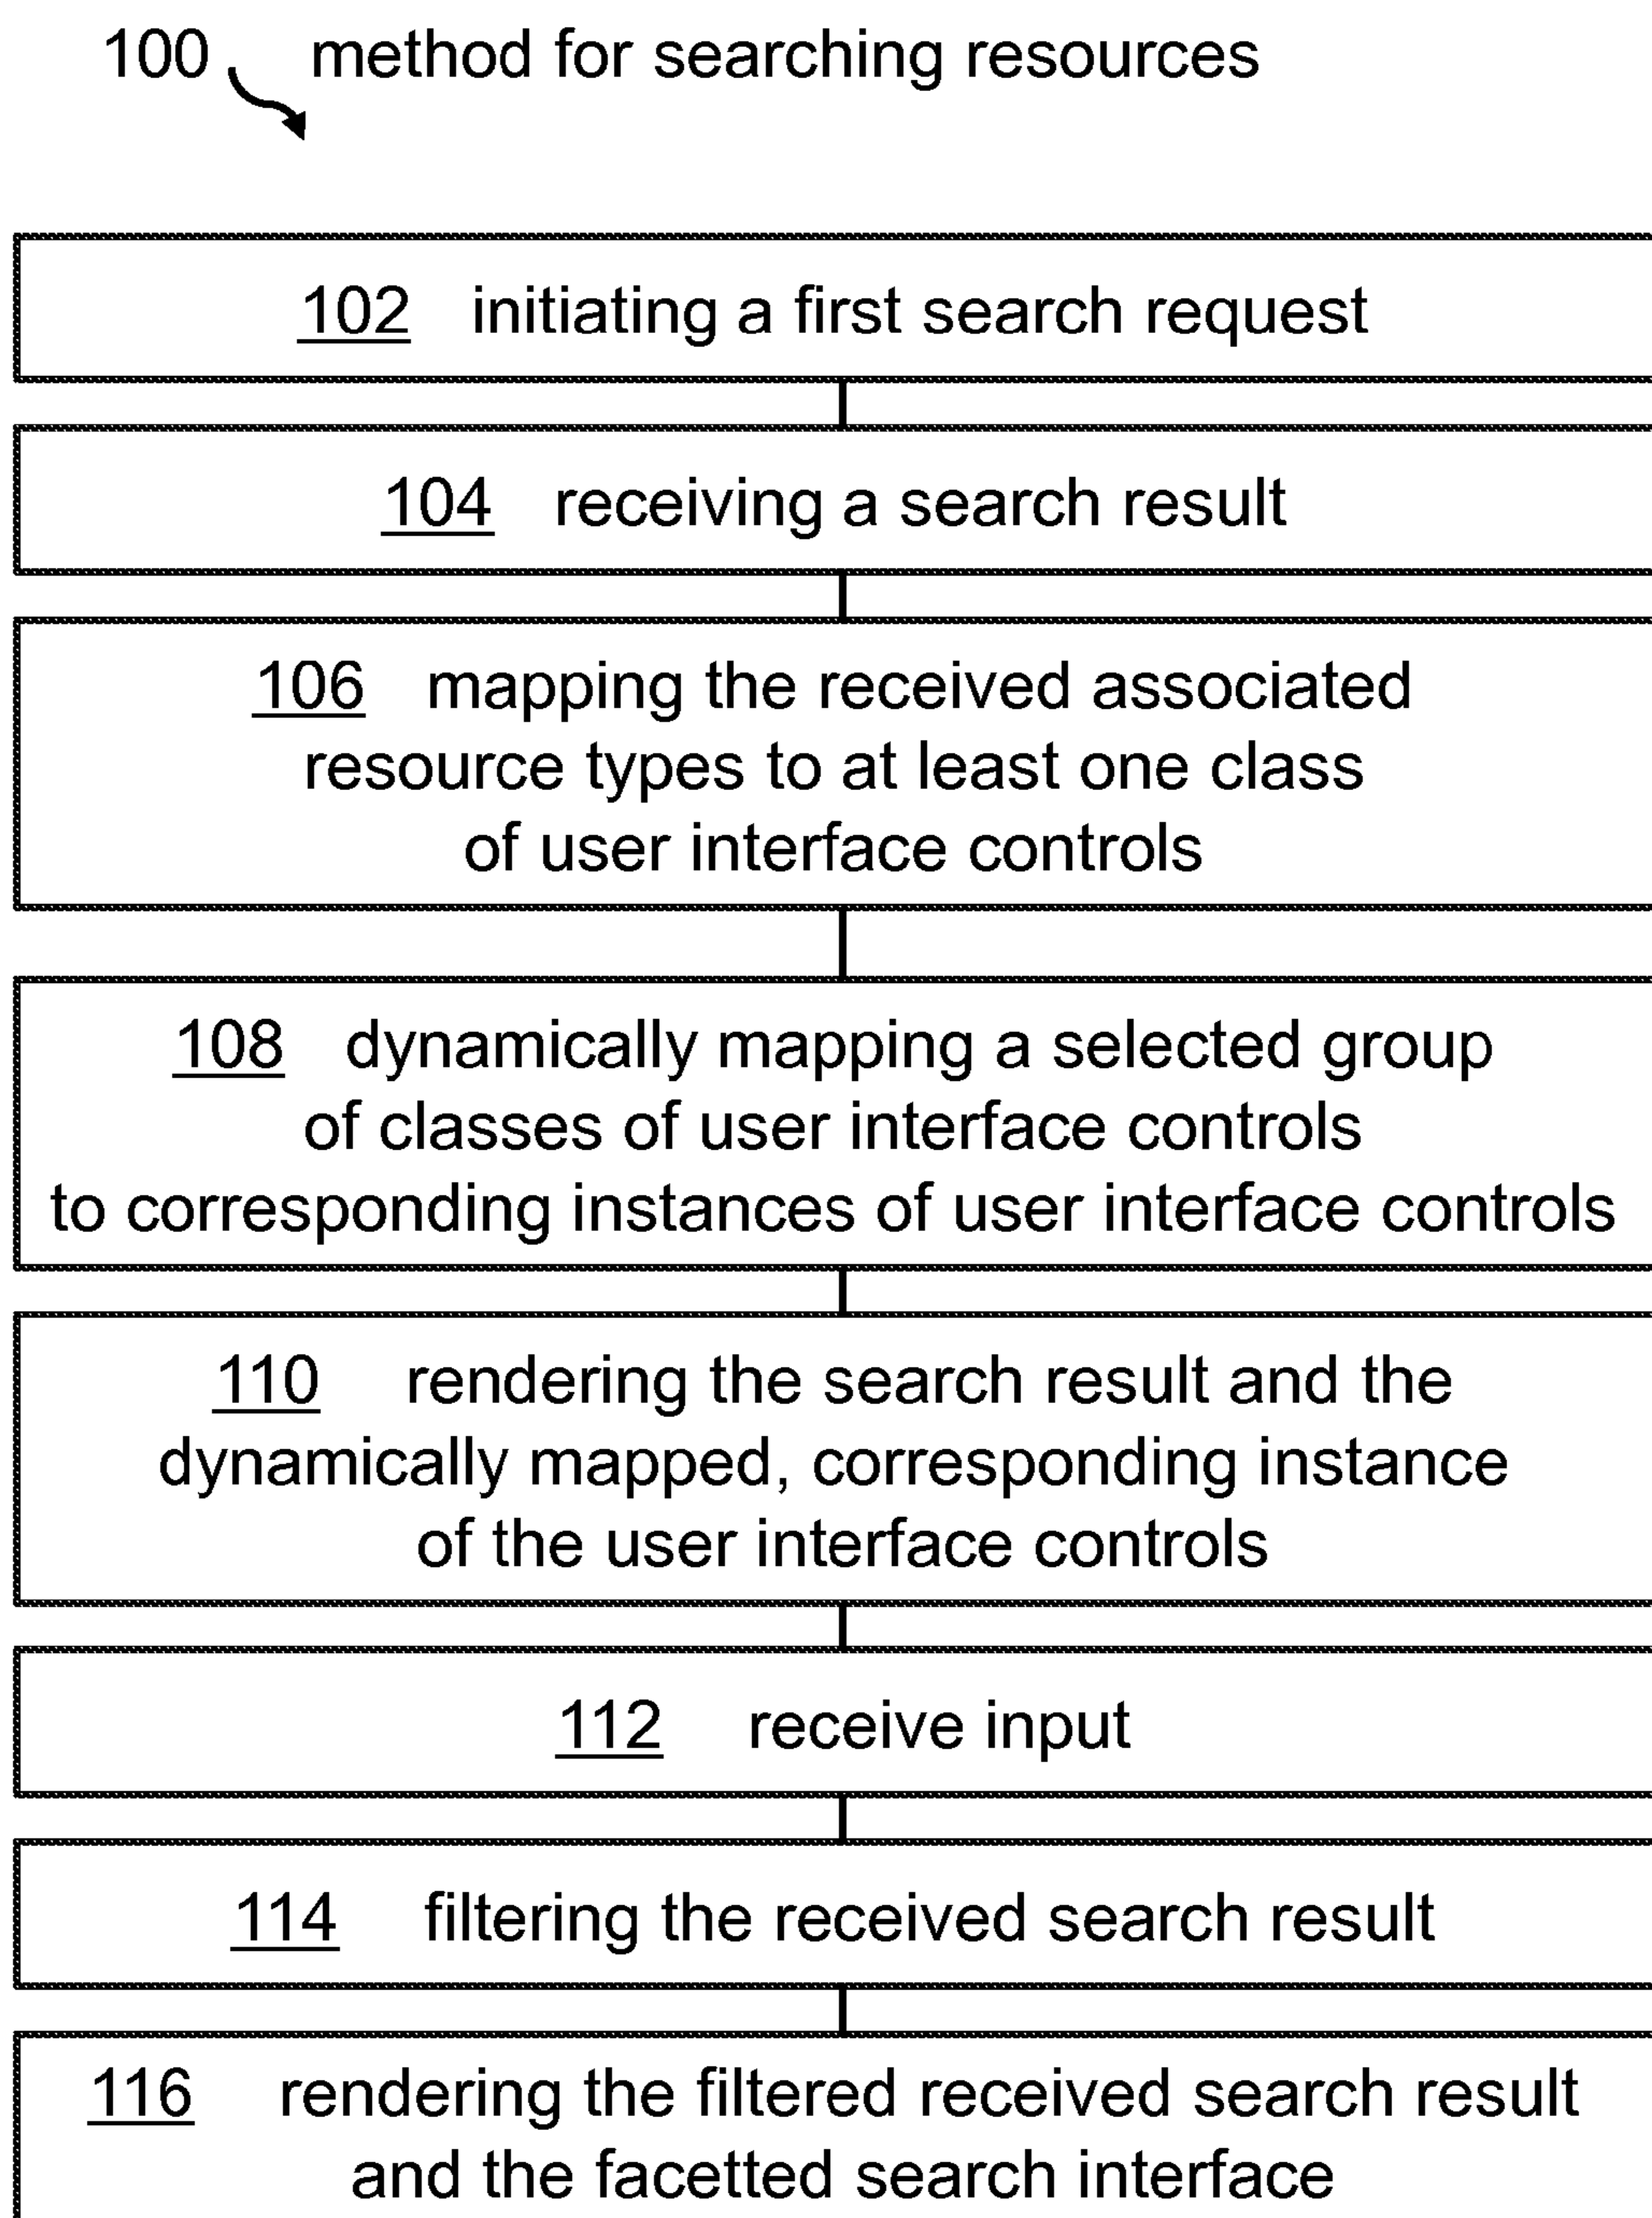 100 method for searching resources
102 initiating a first search request
104 receiving a search result
106 mapping the received associated
resource types to at least one class
of user interface controls
108 dynamically mapping a selected group
of classes of user interface controls
to corresponding instances of user interface controls
110 rendering the search result and the
dynamically mapped, corresponding instance
of the user interface controls
112 receive input
114 filtering the received search result
116 rendering the filtered received search result
and the facetted search interface